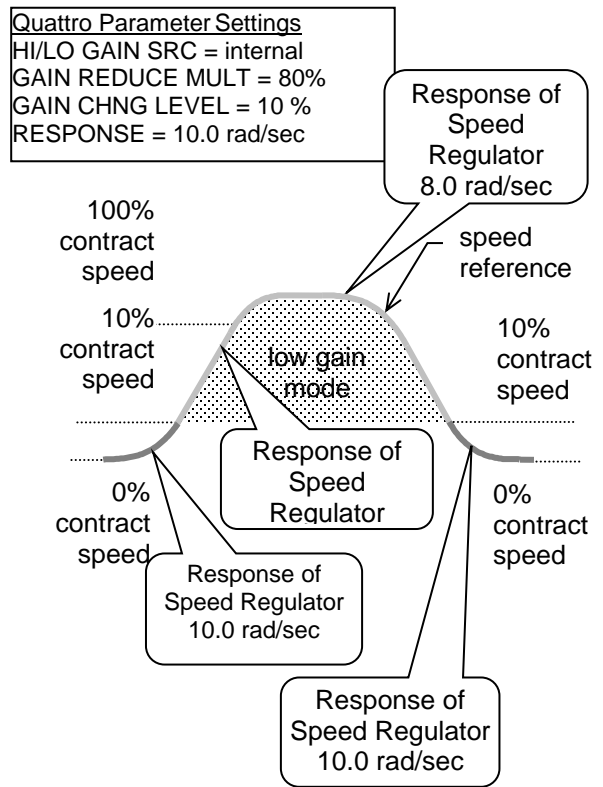 Quattro Parameter Settings
HI/LO GAIN SRC = internal
GAIN REDUCE MULT = 80%
GAIN CHNG LEVEL = 10 %
RESPONSE = 10.0 rad/sec
Response of
Speed
Regulator
8.0 rad/sec
100%
contract
speed
speed
reference
10%
contract
speed
low gain
mode
10%
contract
speed
Response of
Speed
Regulator
0%
contract
speed
0%
contract
speed
Response of
Speed Regulator
10.0 rad/sec
Response of
Speed Regulator
10.0 rad/sec